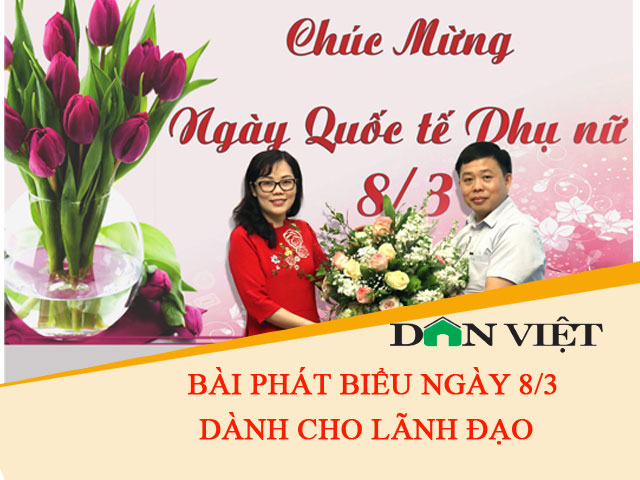 Chúc Mừng
Ngày Quốc tế Phụ nữ
8/3
DÂN VIỆT
BÀI PHÁT BIỂU NGÀY 8/3
DÀNH CHO LÃNH ĐẠO